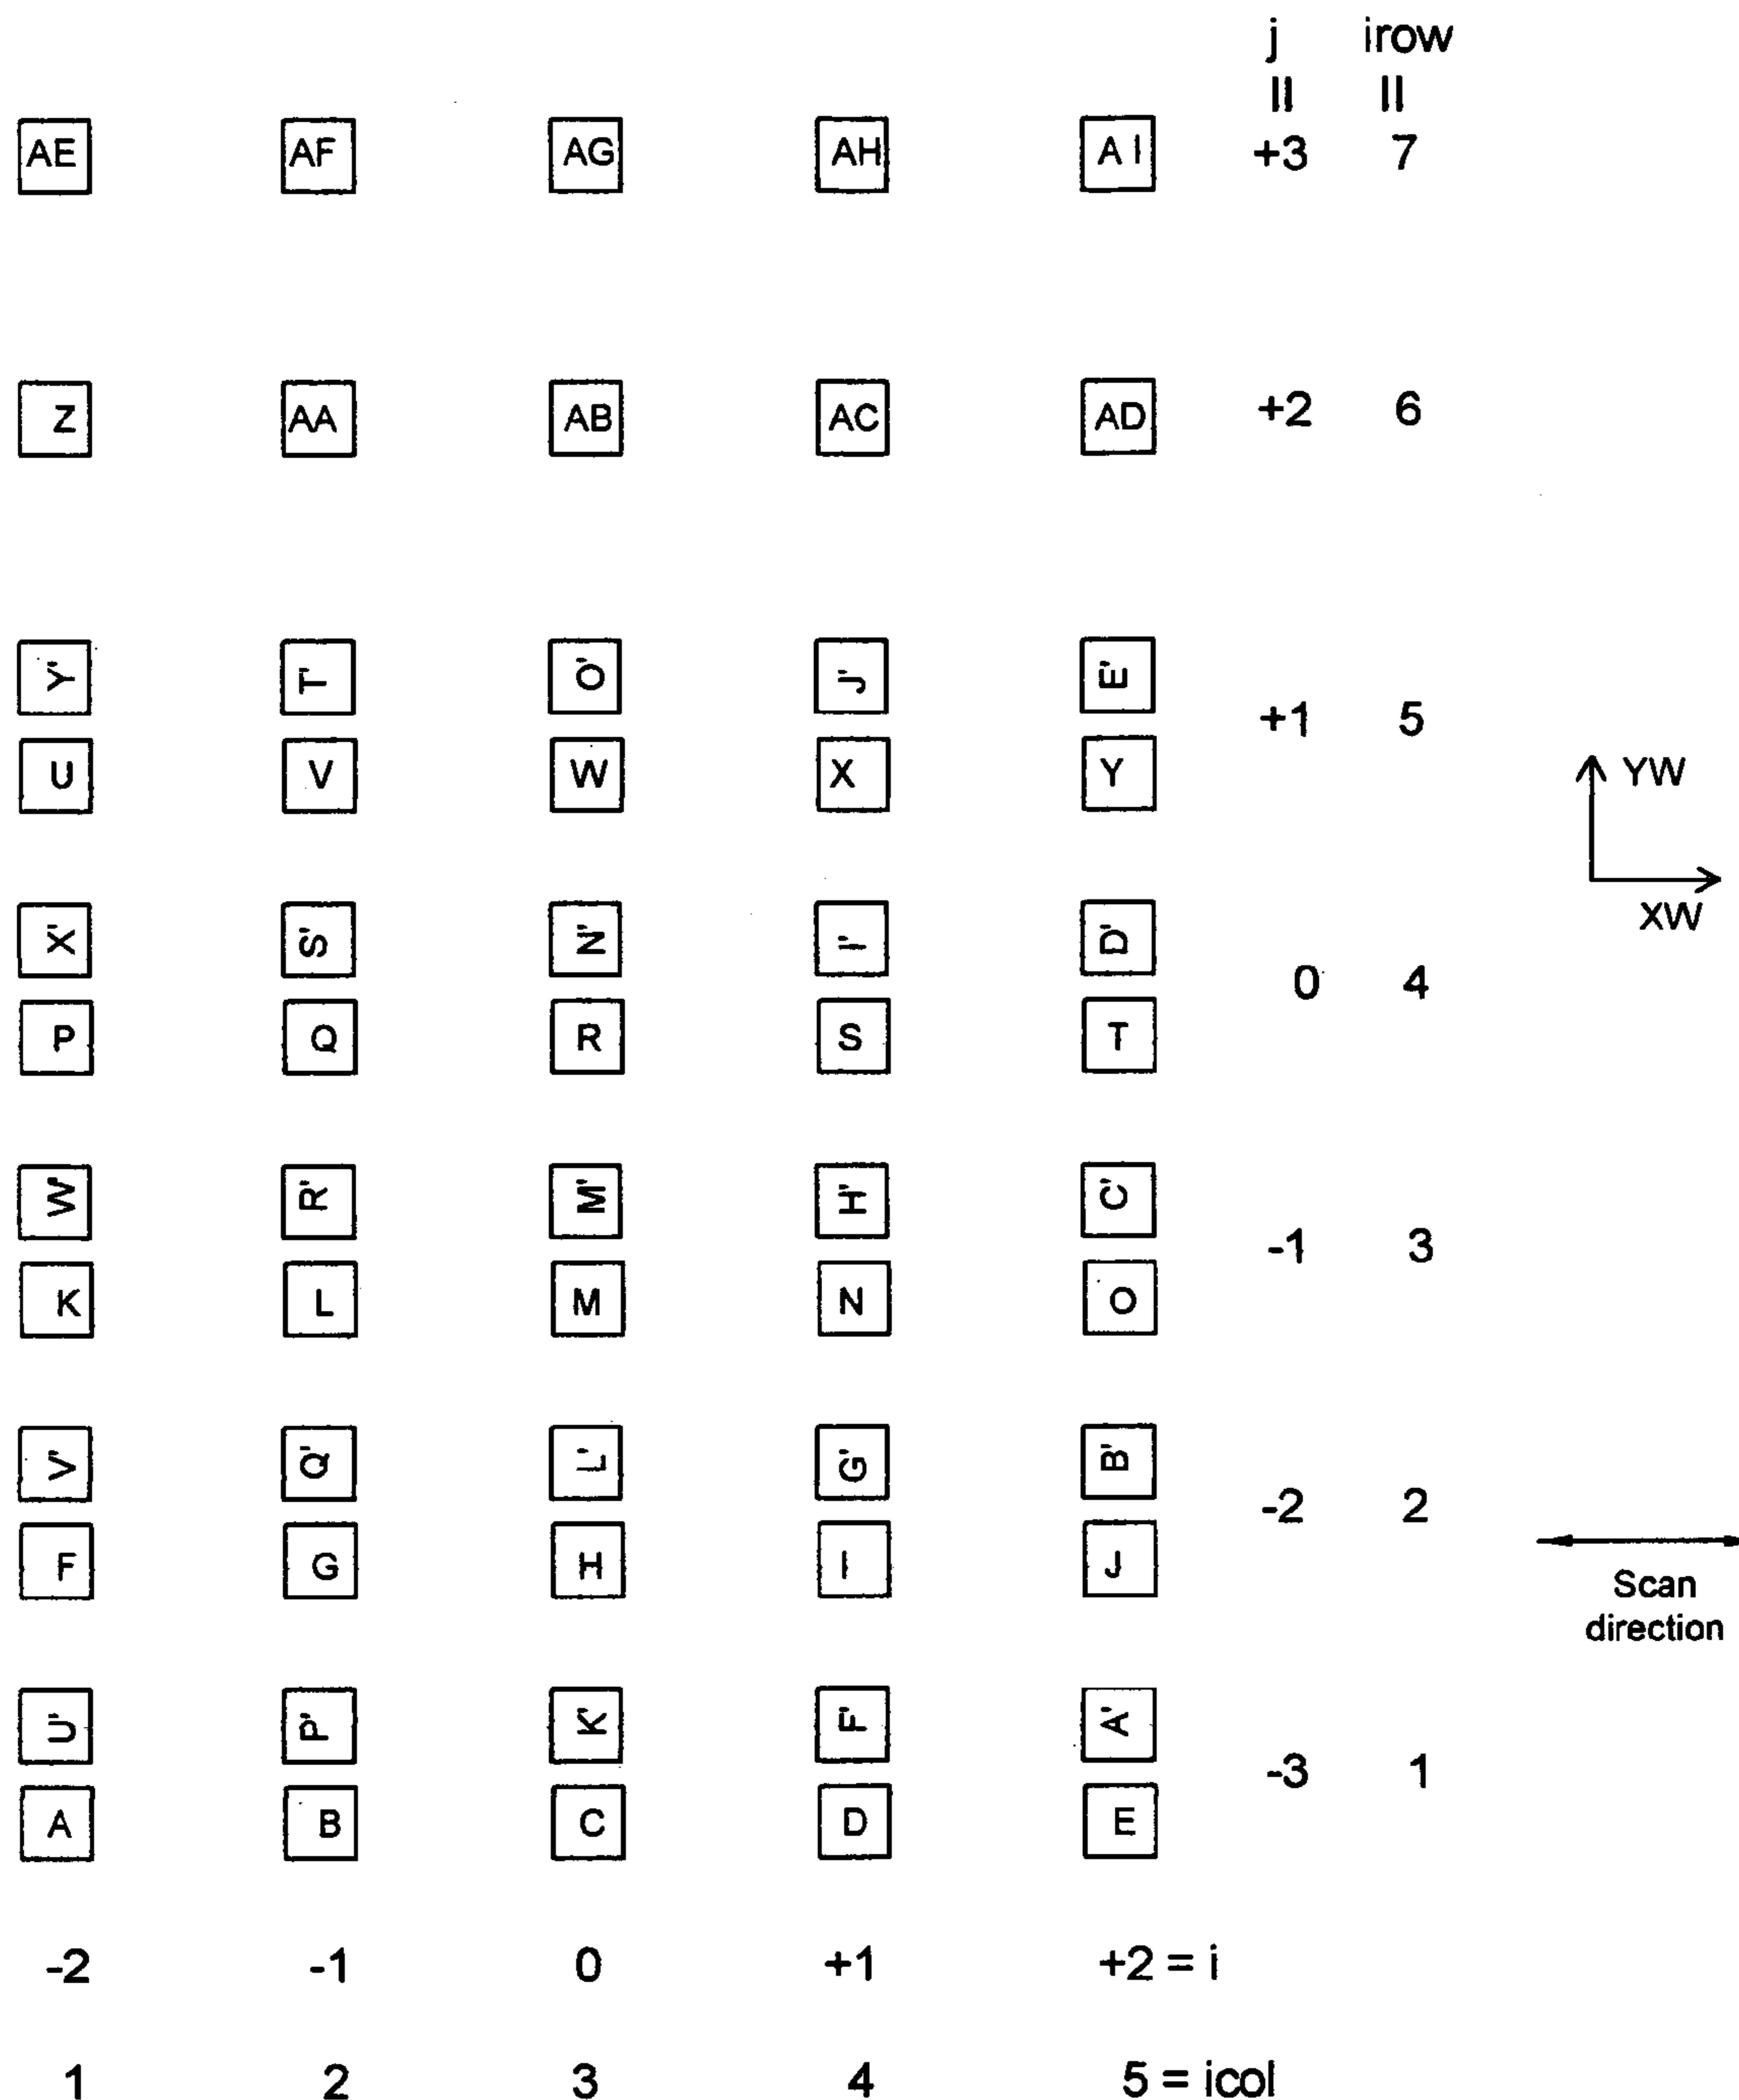 j irow
II II
AE AF AG AH AI +3 7
Z AA AB AC AD +2 6
Y' T' O' J' E'
+1 5
U V W X Y
YW
XW
X' S' N' I' D'
0 4
P Q R S T
W' R' M' H' C'
-1 3
K L M N O
V' Q' L' G' B'
-2 2
F G H I J
Scan
direction
U' P' K' F' A'
-3 1
A B C D E
-2 -1 0 +1 +2 = i
1 2 3 4 5 = icol